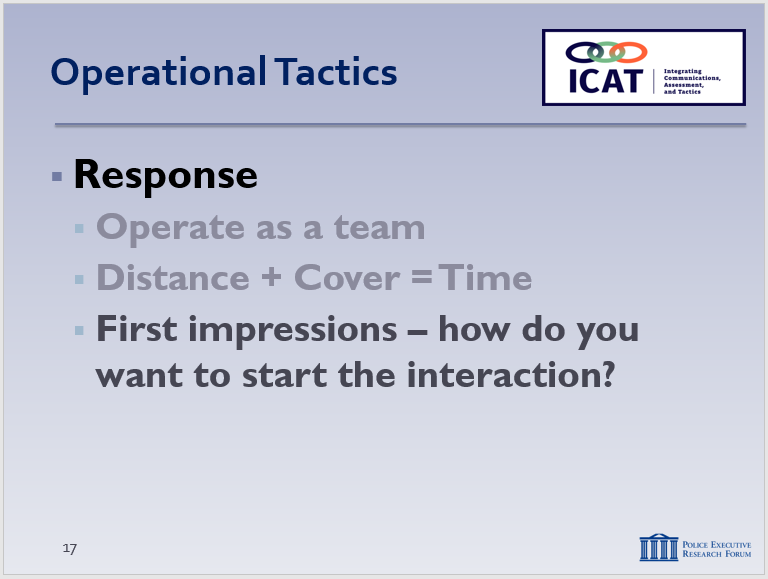 Operational Tactics
ICAT
Integrating
Communications,
Assessment,
and Tactics
Response
Operate as a team
Distance + Cover = Time
First impressions – how do you
want to start the interaction?
17
Police Executive
Research Forum